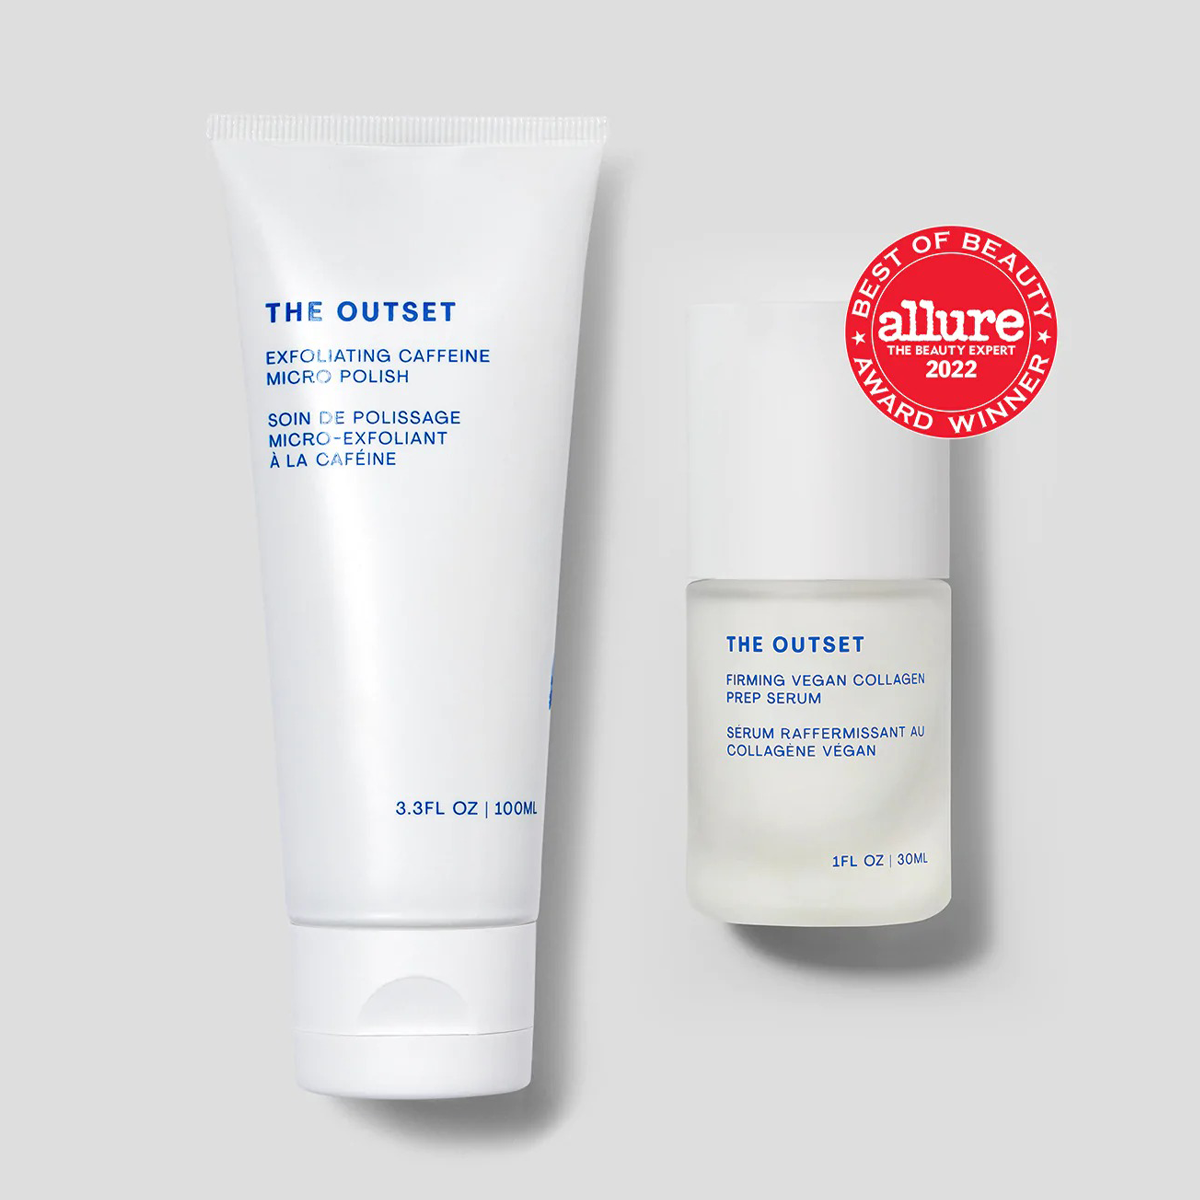 THE OUTSET
EXFOLIATING CAFFEINE
MICRO POLISH
SOIN DE POLISSAGE
MICRO-EXFOLIANT
À LA CAFÉINE
3.3FL OZ | 100ML
BEST OF BEAUTY
allure
THE BEAUTY EXPERT
2022
AWARD WINNER
THE OUTSET
FIRMING VEGAN COLLAGEN
PREP SERUM
SÉRUM RAFFERMISSANT AU
COLLAGÈNE VÉGAN
1FL OZ | 30ML